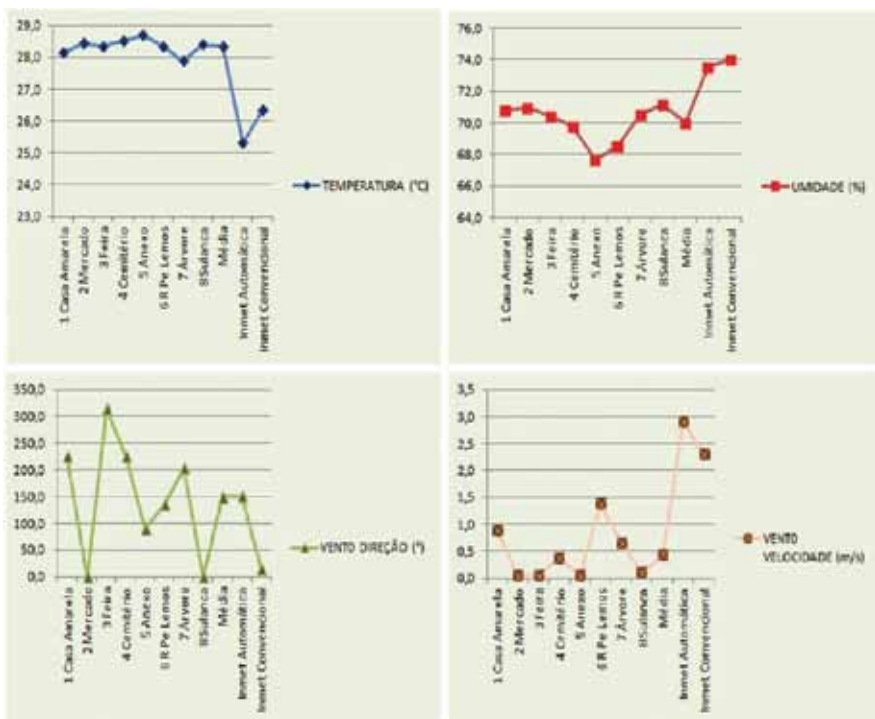 29,0
28,0
27,0
26,0
25,0
24,0
23,0
TEMPERATURA (°C)
1 Casa Amarela
2 Mercado
3 Feira
4 Cemitério
5 Anexo
6 R Pe Lemos
7 Árvore
8 Sulanca
Média
Inmet Automática
Inmet Convencional
76,0
74,0
72,0
70,0
68,0
66,0
64,0
UMIDADE (%)
1 Casa Amarela
2 Mercado
3 Feira
4 Cemitério
5 Anexo
6 R Pe Lemos
7 Árvore
8Sulanca
Média
Inmet Automática
Inmet Convencional
350,0
300,0
250,0
200,0
150,0
100,0
50,0
0,0
VENTO DIREÇÃO (°)
1 Casa Amarela
2 Mercado
3 Feira
4 Cemitério
5 Anexo
6 R Pe Lemos
7 Árvore
8Sulanca
Média
Inmet Automática
Inmet Convencional
3,5
3,0
2,5
2,0
1,5
1,0
0,5
0,0
VENTO
VELOCIDADE (m/s)
1 Casa Amarela
2 Mercado
3 Feira
4 Cemitério
5 Anexo
6 R Pe Lemos
7 Árvore
8Sulanca
Média
Inmet Automática
Inmet Convencional